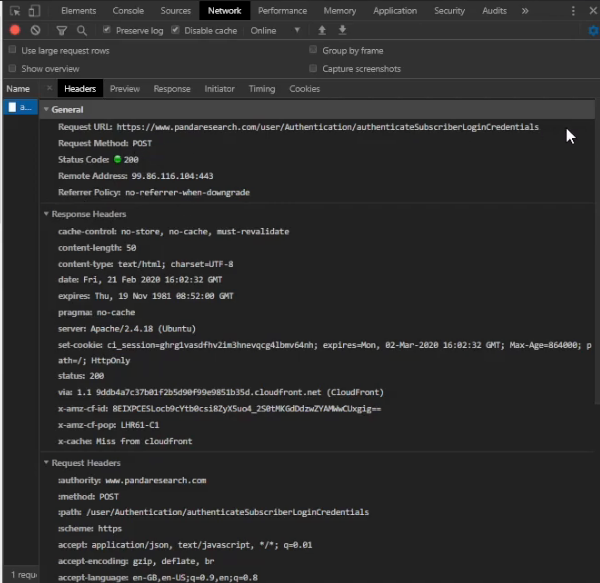 Elements Console Sources Network Performance Memory Application Security Audits »
Preserve log Disable cache Online
Use large request rows Group by frame
Show overview Capture screenshots
Name × Headers Preview Response Initiator Timing Cookies
a...
General
Request URL: https://www.pandaresearch.com/user/Authentication/authenticateSubscriberLoginCredentials
Request Method: POST
Status Code: 200
Remote Address: 99.86.116.104:443
Referrer Policy: no-referrer-when-downgrade
Response Headers
cache-control: no-store, no-cache, must-revalidate
content-length: 50
content-type: text/html; charset=UTF-8
date: Fri, 21 Feb 2020 16:02:32 GMT
expires: Thu, 19 Nov 1981 08:52:00 GMT
pragma: no-cache
server: Apache/2.4.18 (Ubuntu)
set-cookie: ci_session=ghrg1vasdfhv2im3hnevqcg4lbmv64nh; expires=Mon, 02-Mar-2020 16:02:32 GMT; Max-Age=864000; p
ath=/; HttpOnly
status: 200
via: 1.1 9ddb4a7c37b01f2b5d90f99e9851b35d.cloudfront.net (CloudFront)
x-amz-cf-id: 8EIXPCESLocb9cYtb0csi8ZyX5uo4_2S0tMKGdDdzwZYAMWwCUxgig==
x-amz-cf-pop: LHR61-C1
x-cache: Miss from cloudfront
Request Headers
:authority: www.pandaresearch.com
:method: POST
:path: /user/Authentication/authenticateSubscriberLoginCredentials
:scheme: https
accept: application/json, text/javascript, */*; q=0.01
accept-encoding: gzip, deflate, br
accept-language: en-GB,en-US;q=0.9,en;q=0.8
1 requ